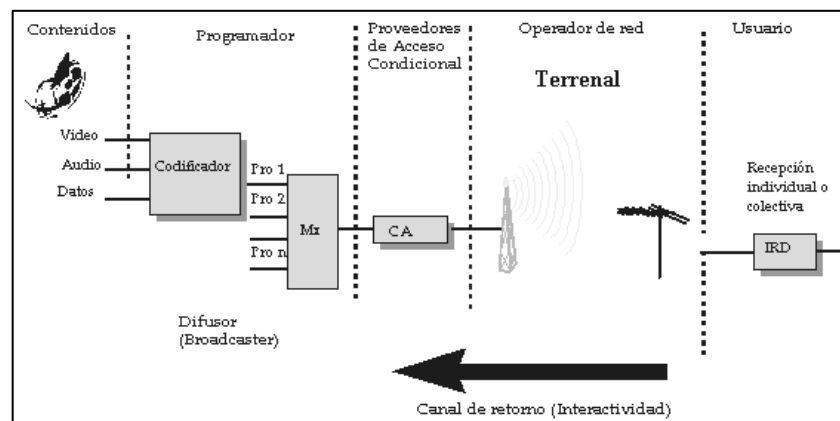 Contenidos
Programador
Proveedores
de Acceso
Condicional
Operador de red
Usuario
Terrenal
Video
Audio
Datos
Codificador
Pro 1
Pro 2
Pro n
Mx
CA
Recepción
individual o
colectiva
IRD
Difusor
(Broadcaster)
Canal de retorno (Interactividad)